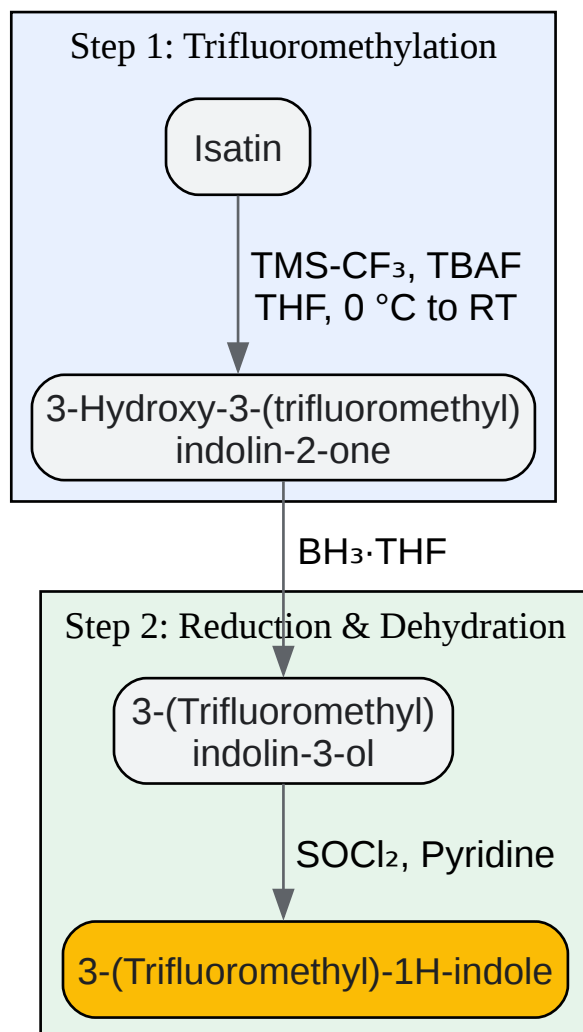 Step 1: Trifluoromethylation
Isatin
TMS-CF₃, TBAF
THF, 0 °C to RT
3-Hydroxy-3-(trifluoromethyl)
indolin-2-one
BH₃·THF
Step 2: Reduction & Dehydration
3-(Trifluoromethyl)
indolin-3-ol
SOCl₂, Pyridine
3-(Trifluoromethyl)-1H-indole